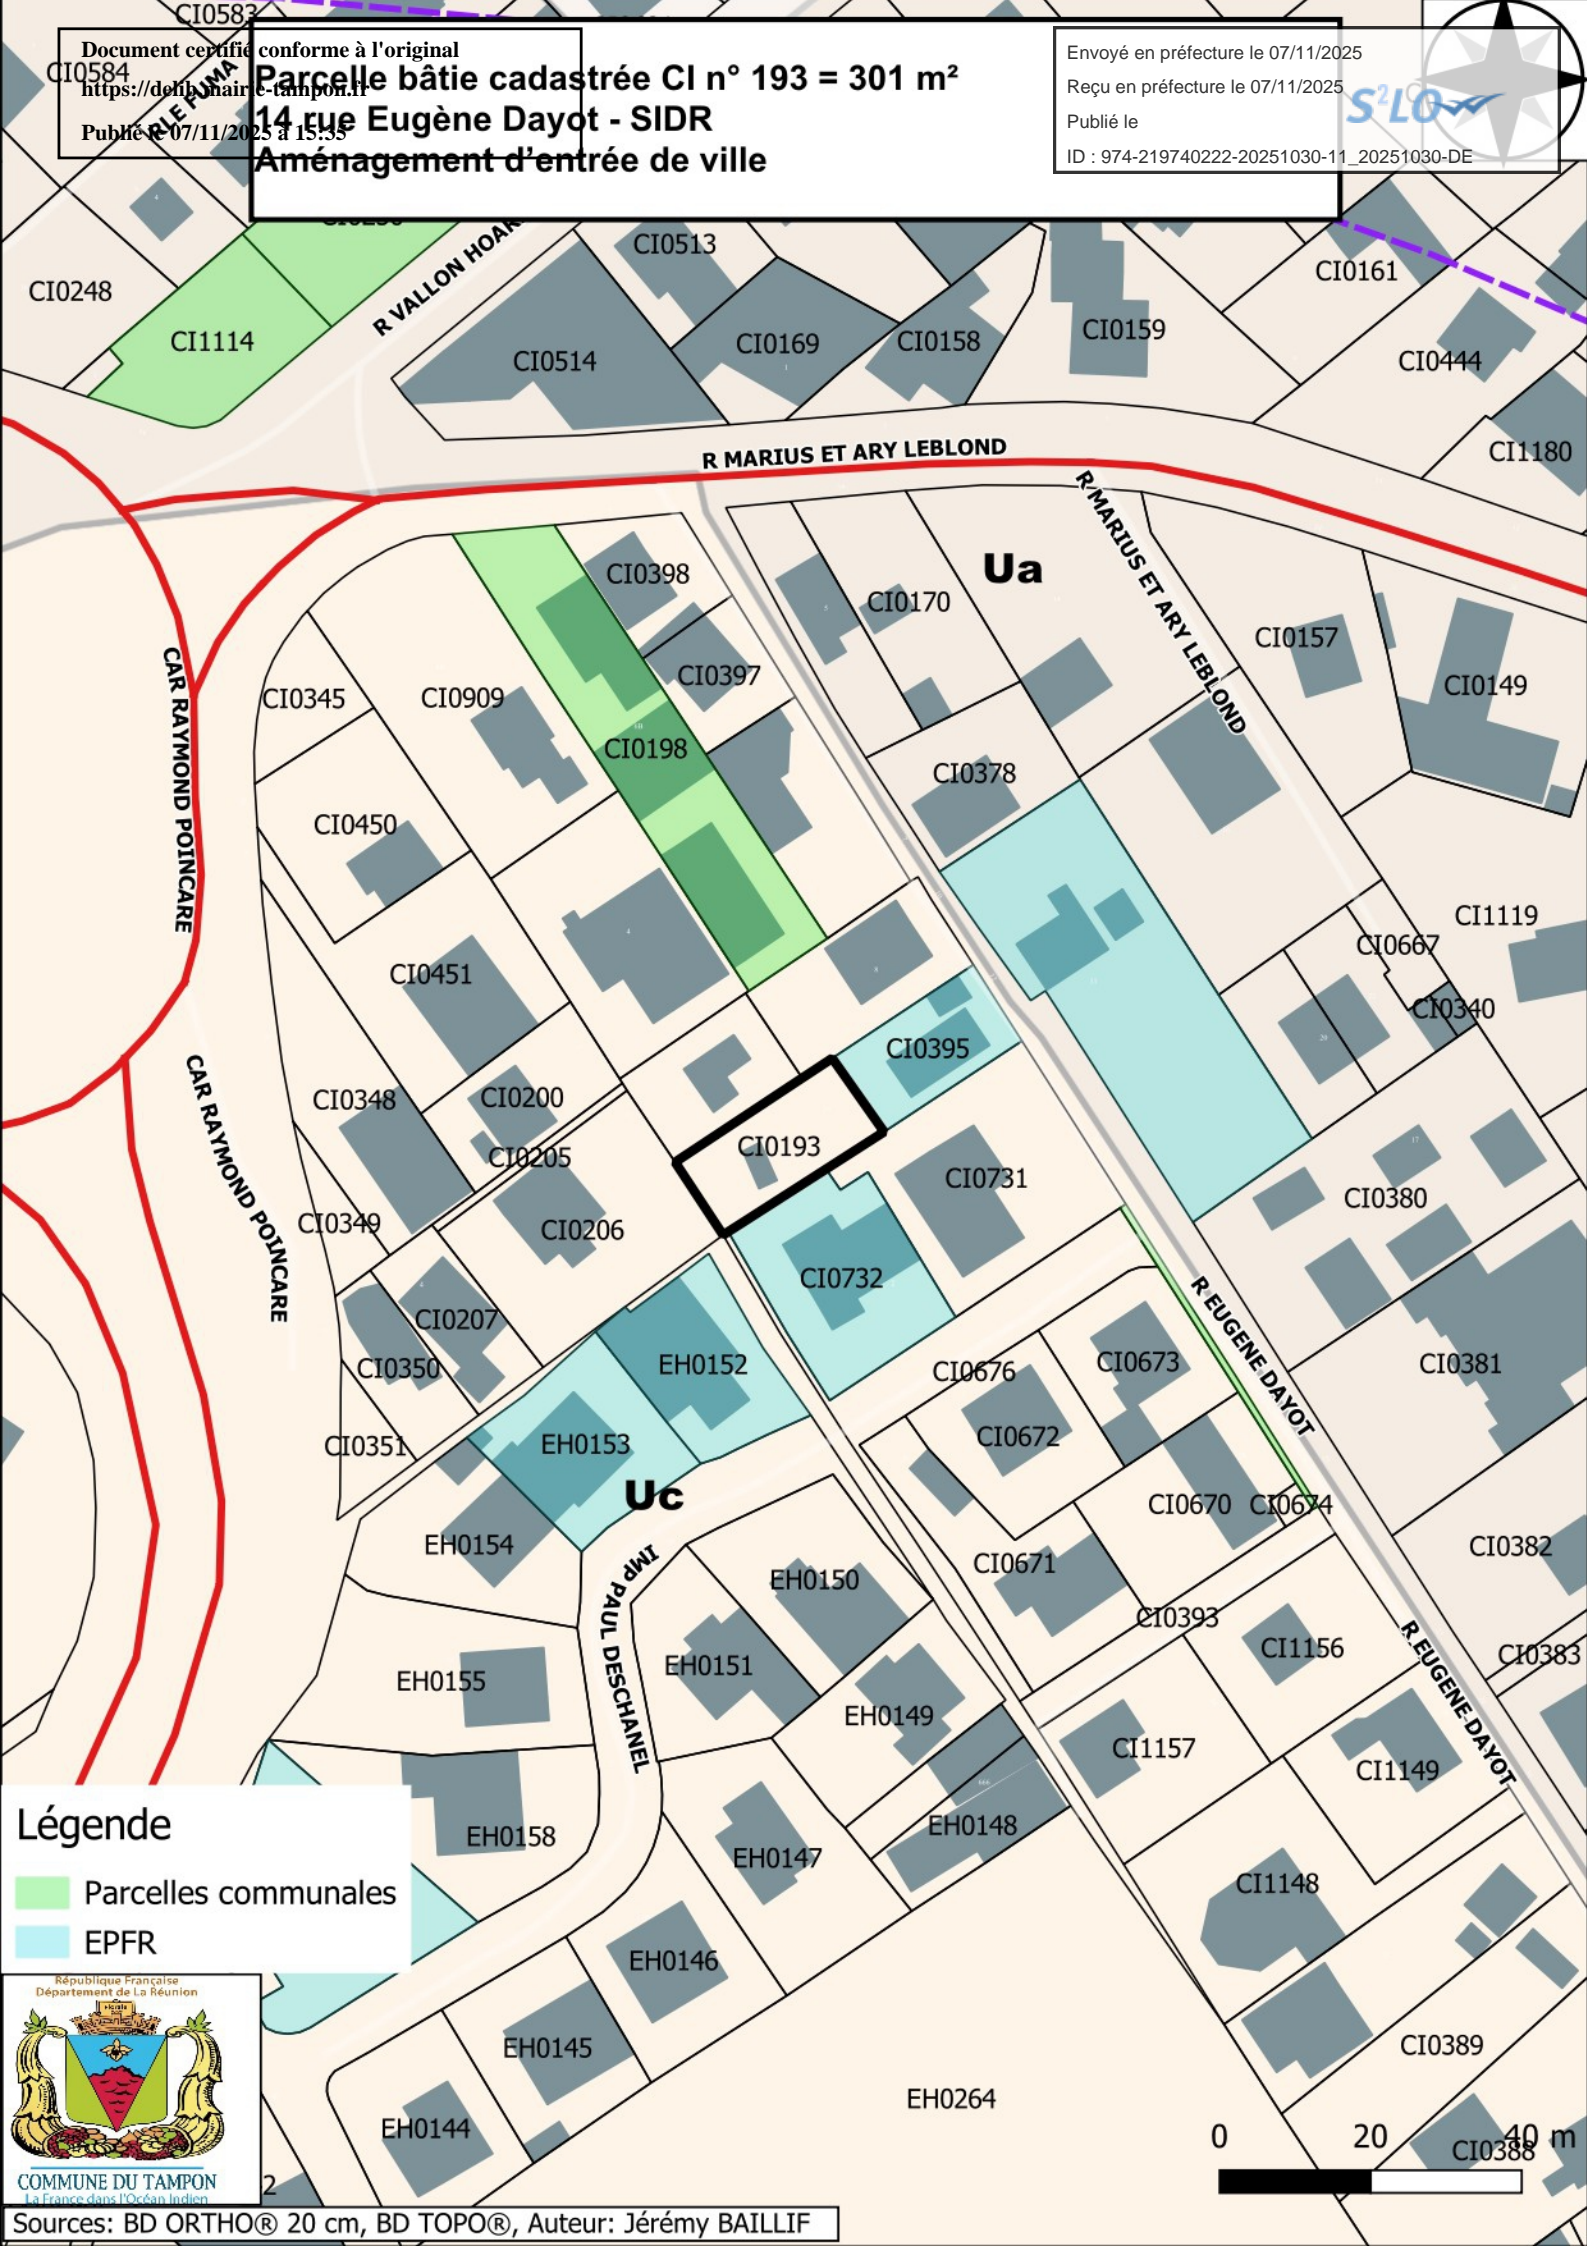 CI0583
Document certifié conforme à l'original
https://delib.mairie-tampon.fr
Publié le 07/11/2025 à 15:35
Parcelle bâtie cadastrée CI n° 193 = 301 m²
14 rue Eugène Dayot - SIDR
Aménagement d'entrée de ville
Envoyé en préfecture le 07/11/2025
Reçu en préfecture le 07/11/2025
Publié le
ID : 974-219740222-20251030-11_20251030-DE
S²LO
CI0584
RLE FUMA
CI0248
CI1114
R VALLON HOAR
CI0513
CI0514
CI0169
CI0158
CI0159
CI0161
CI0444
CI1180
R MARIUS ET ARY LEBLOND
R MARIUS ET ARY LEBLOND
Ua
CI0398
CI0170
CI0157
CI0149
CI0397
CI0345
CI0909
CI0198
CI0378
CAR RAYMOND POINCARE
CI0450
CI1119
CI0667
CI0451
CI0340
CI0395
CI0348
CI0200
CI0205
CI0193
CI0731
CI0380
CAR RAYMOND POINCARE
CI0349
CI0206
CI0732
CI0207
R EUGENE DAYOT
CI0350
EH0152
CI0676
CI0673
CI0381
CI0351
EH0153
CI0672
Uc
CI0670
CI0674
EH0154
CI0671
CI0382
IMP PAUL DESCHANEL
EH0150
CI0393
CI1156
CI0383
EH0155
EH0151
R EUGENE DAYOT
EH0149
CI1157
CI1149
Légende
EH0158
EH0148
EH0147
CI1148
Parcelles communales
EPFR
EH0146
République Française
Département de La Réunion
EH0145
CI0389
EH0264
EH0144
0 20 40 m
CI0388
COMMUNE DU TAMPON
La France dans l'Océan Indien
2
Sources: BD ORTHO® 20 cm, BD TOPO®, Auteur: Jérémy BAILLIF